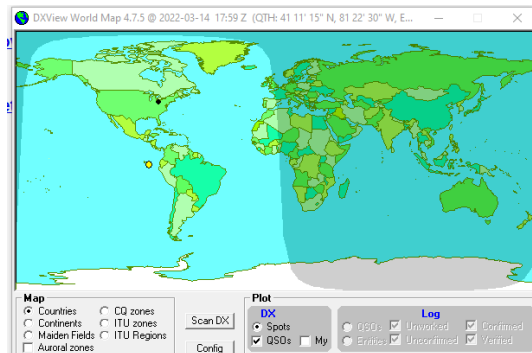 DXView World Map 4.7.5 @ 2022-03-14 17:59 Z (QTH: 41 11' 15" N, 81 22' 30" W, E...
Map
Countries
CQ zones
Continents
ITU zones
Maiden Fields
ITU Regions
Auroral zones
Scan DX
Config
Plot
DX
Spots
QSOs
My
Log
QSOs
Unworked
Confirmed
Entities
Unconfirmed
Verified